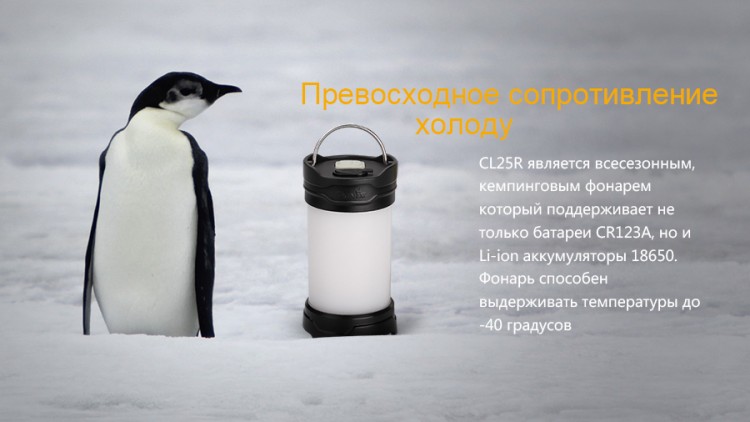 Превосходное сопротивление
холоду
CL25R является всесезонным,
кемпинговым фонарем
который поддерживает не
только батареи CR123A, но и
Li-ion аккумуляторы 18650.
Фонарь способен
выдерживать температуры до
-40 градусов